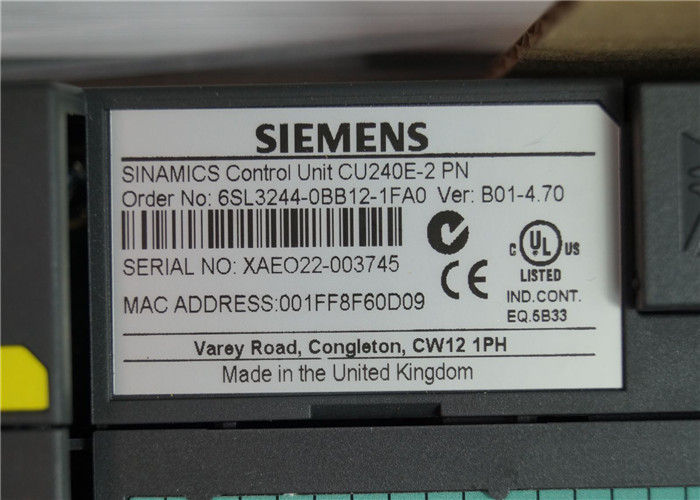 SIEMENS
SINAMICS Control Unit CU240E-2 PN
Order No: 6SL3244-0BB12-1FA0 Ver: B01-4.70
SERIAL NO: XAEO22-003745
MAC ADDRESS:001FF8F60D09
C UL US
LISTED
IND.CONT.
EQ.5B33
CE
Varey Road, Congleton, CW12 1PH
Made in the United Kingdom